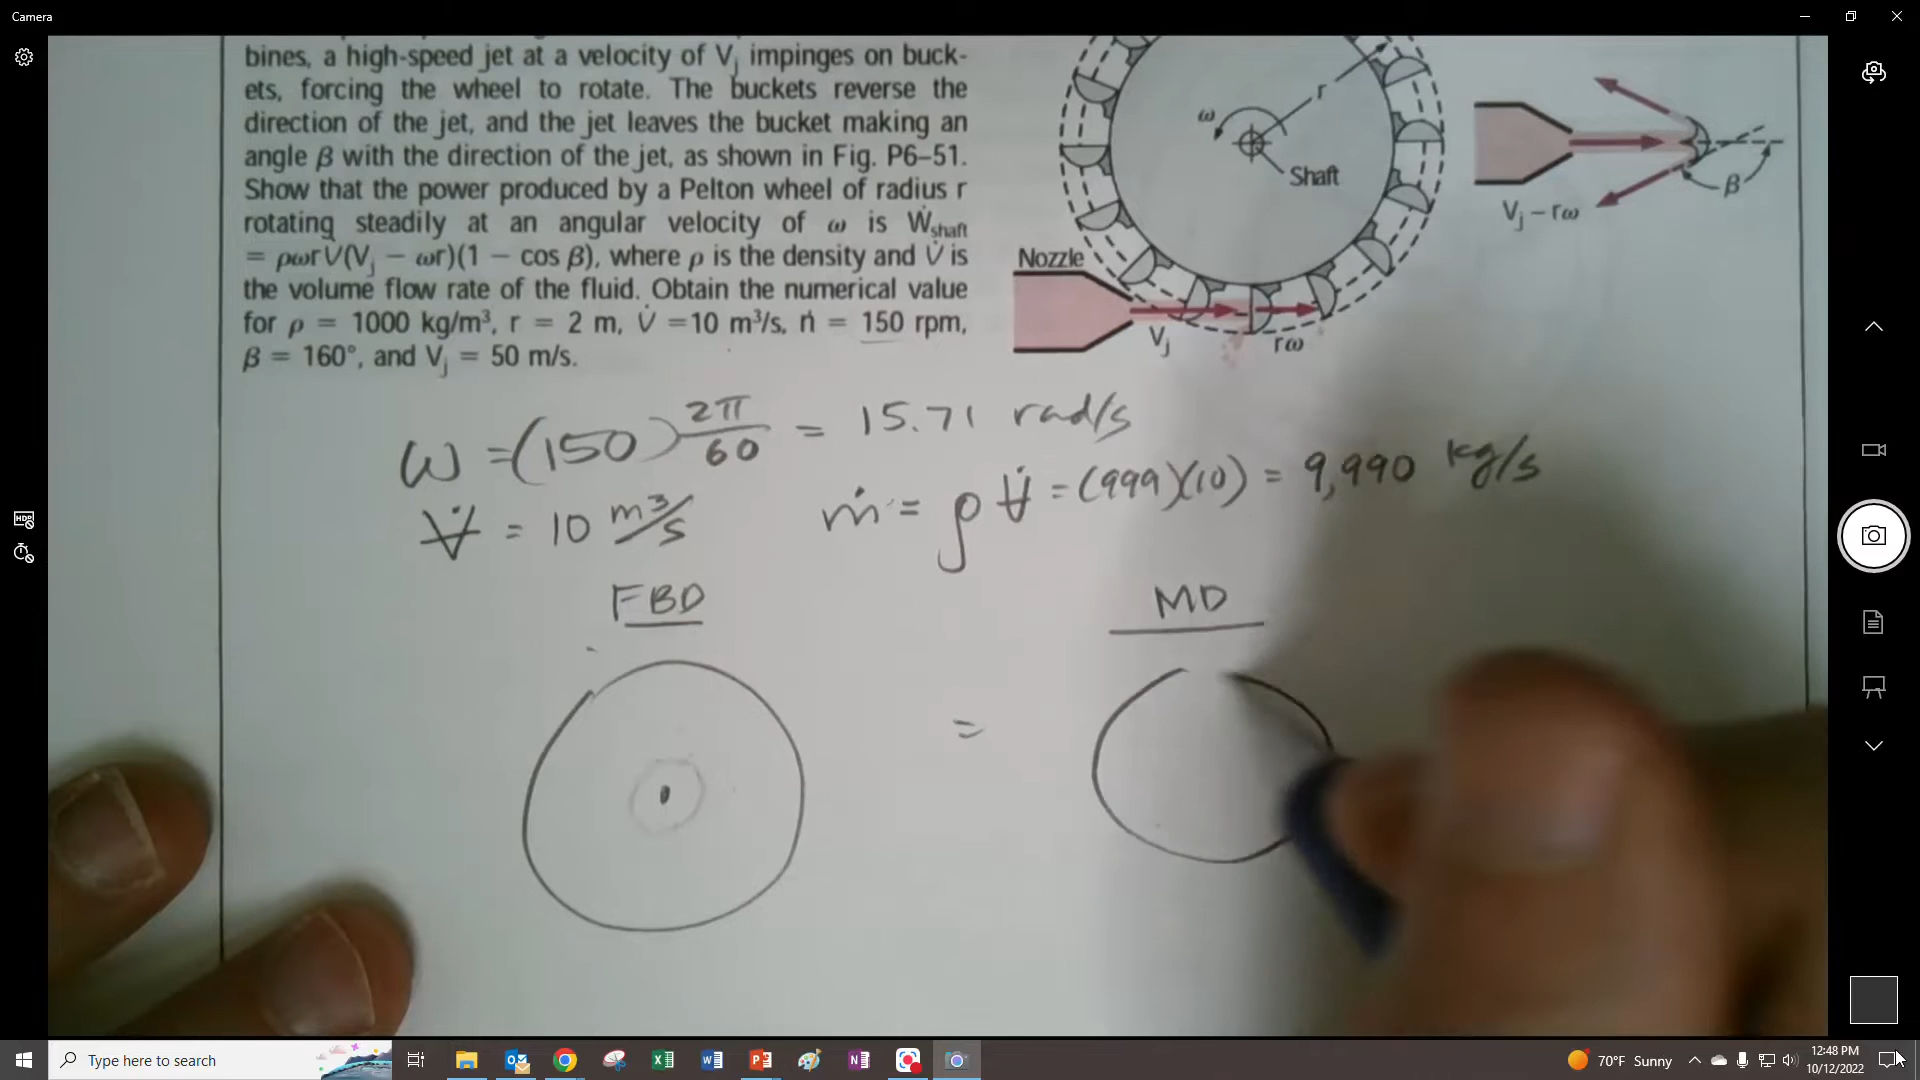 Camera
bines, a high-speed jet at a velocity of Vj impinges on buck-
ets, forcing the wheel to rotate. The buckets reverse the
direction of the jet, and the jet leaves the bucket making an
angle β with the direction of the jet, as shown in Fig. P6–51.
Show that the power produced by a Pelton wheel of radius r
rotating steadily at an angular velocity of ω is Ẇshaft
= ρωrV̇(Vj − ωr)(1 − cos β), where ρ is the density and V̇ is
the volume flow rate of the fluid. Obtain the numerical value
for ρ = 1000 kg/m³, r = 2 m, V̇ =10 m³/s, ṅ = 150 rpm,
β = 160°, and Vj = 50 m/s.
r
ω
Shaft
Nozzle
Vj
rω
β
Vj − rω
ω =(150) 2π/60 = 15.71 rad/s
V̇ = 10 m³/s
ṁ = ρ V̇ = (999)(10) = 9,990 kg/s
FBD
MD
=
Type here to search
70°F Sunny
12:48 PM
10/12/2022